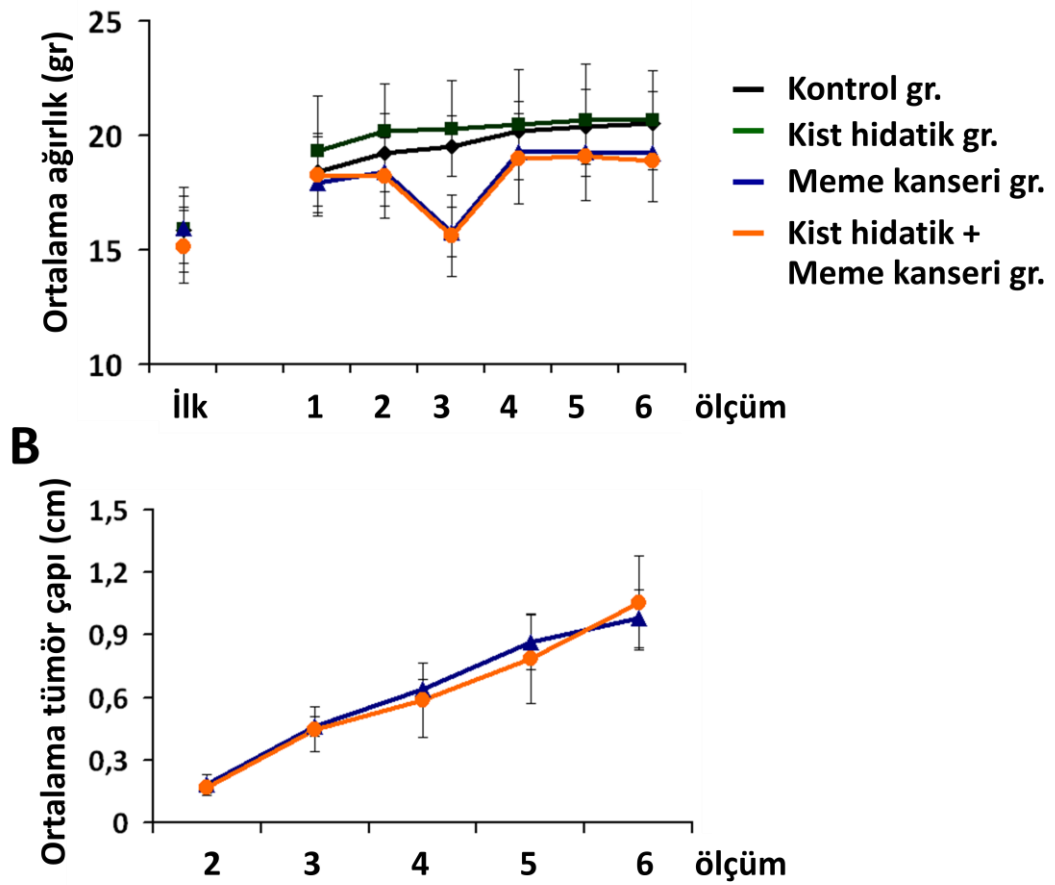 Ortalama ağırlık (gr)
25
20
15
10
İlk 1 2 3 4 5 6 ölçüm
Kontrol gr.
Kist hidatik gr.
Meme kanseri gr.
Kist hidatik +
Meme kanseri gr.
B
Ortalama tümör çapı (cm)
1,5
1,2
0,9
0,6
0,3
0
2 3 4 5 6 ölçüm